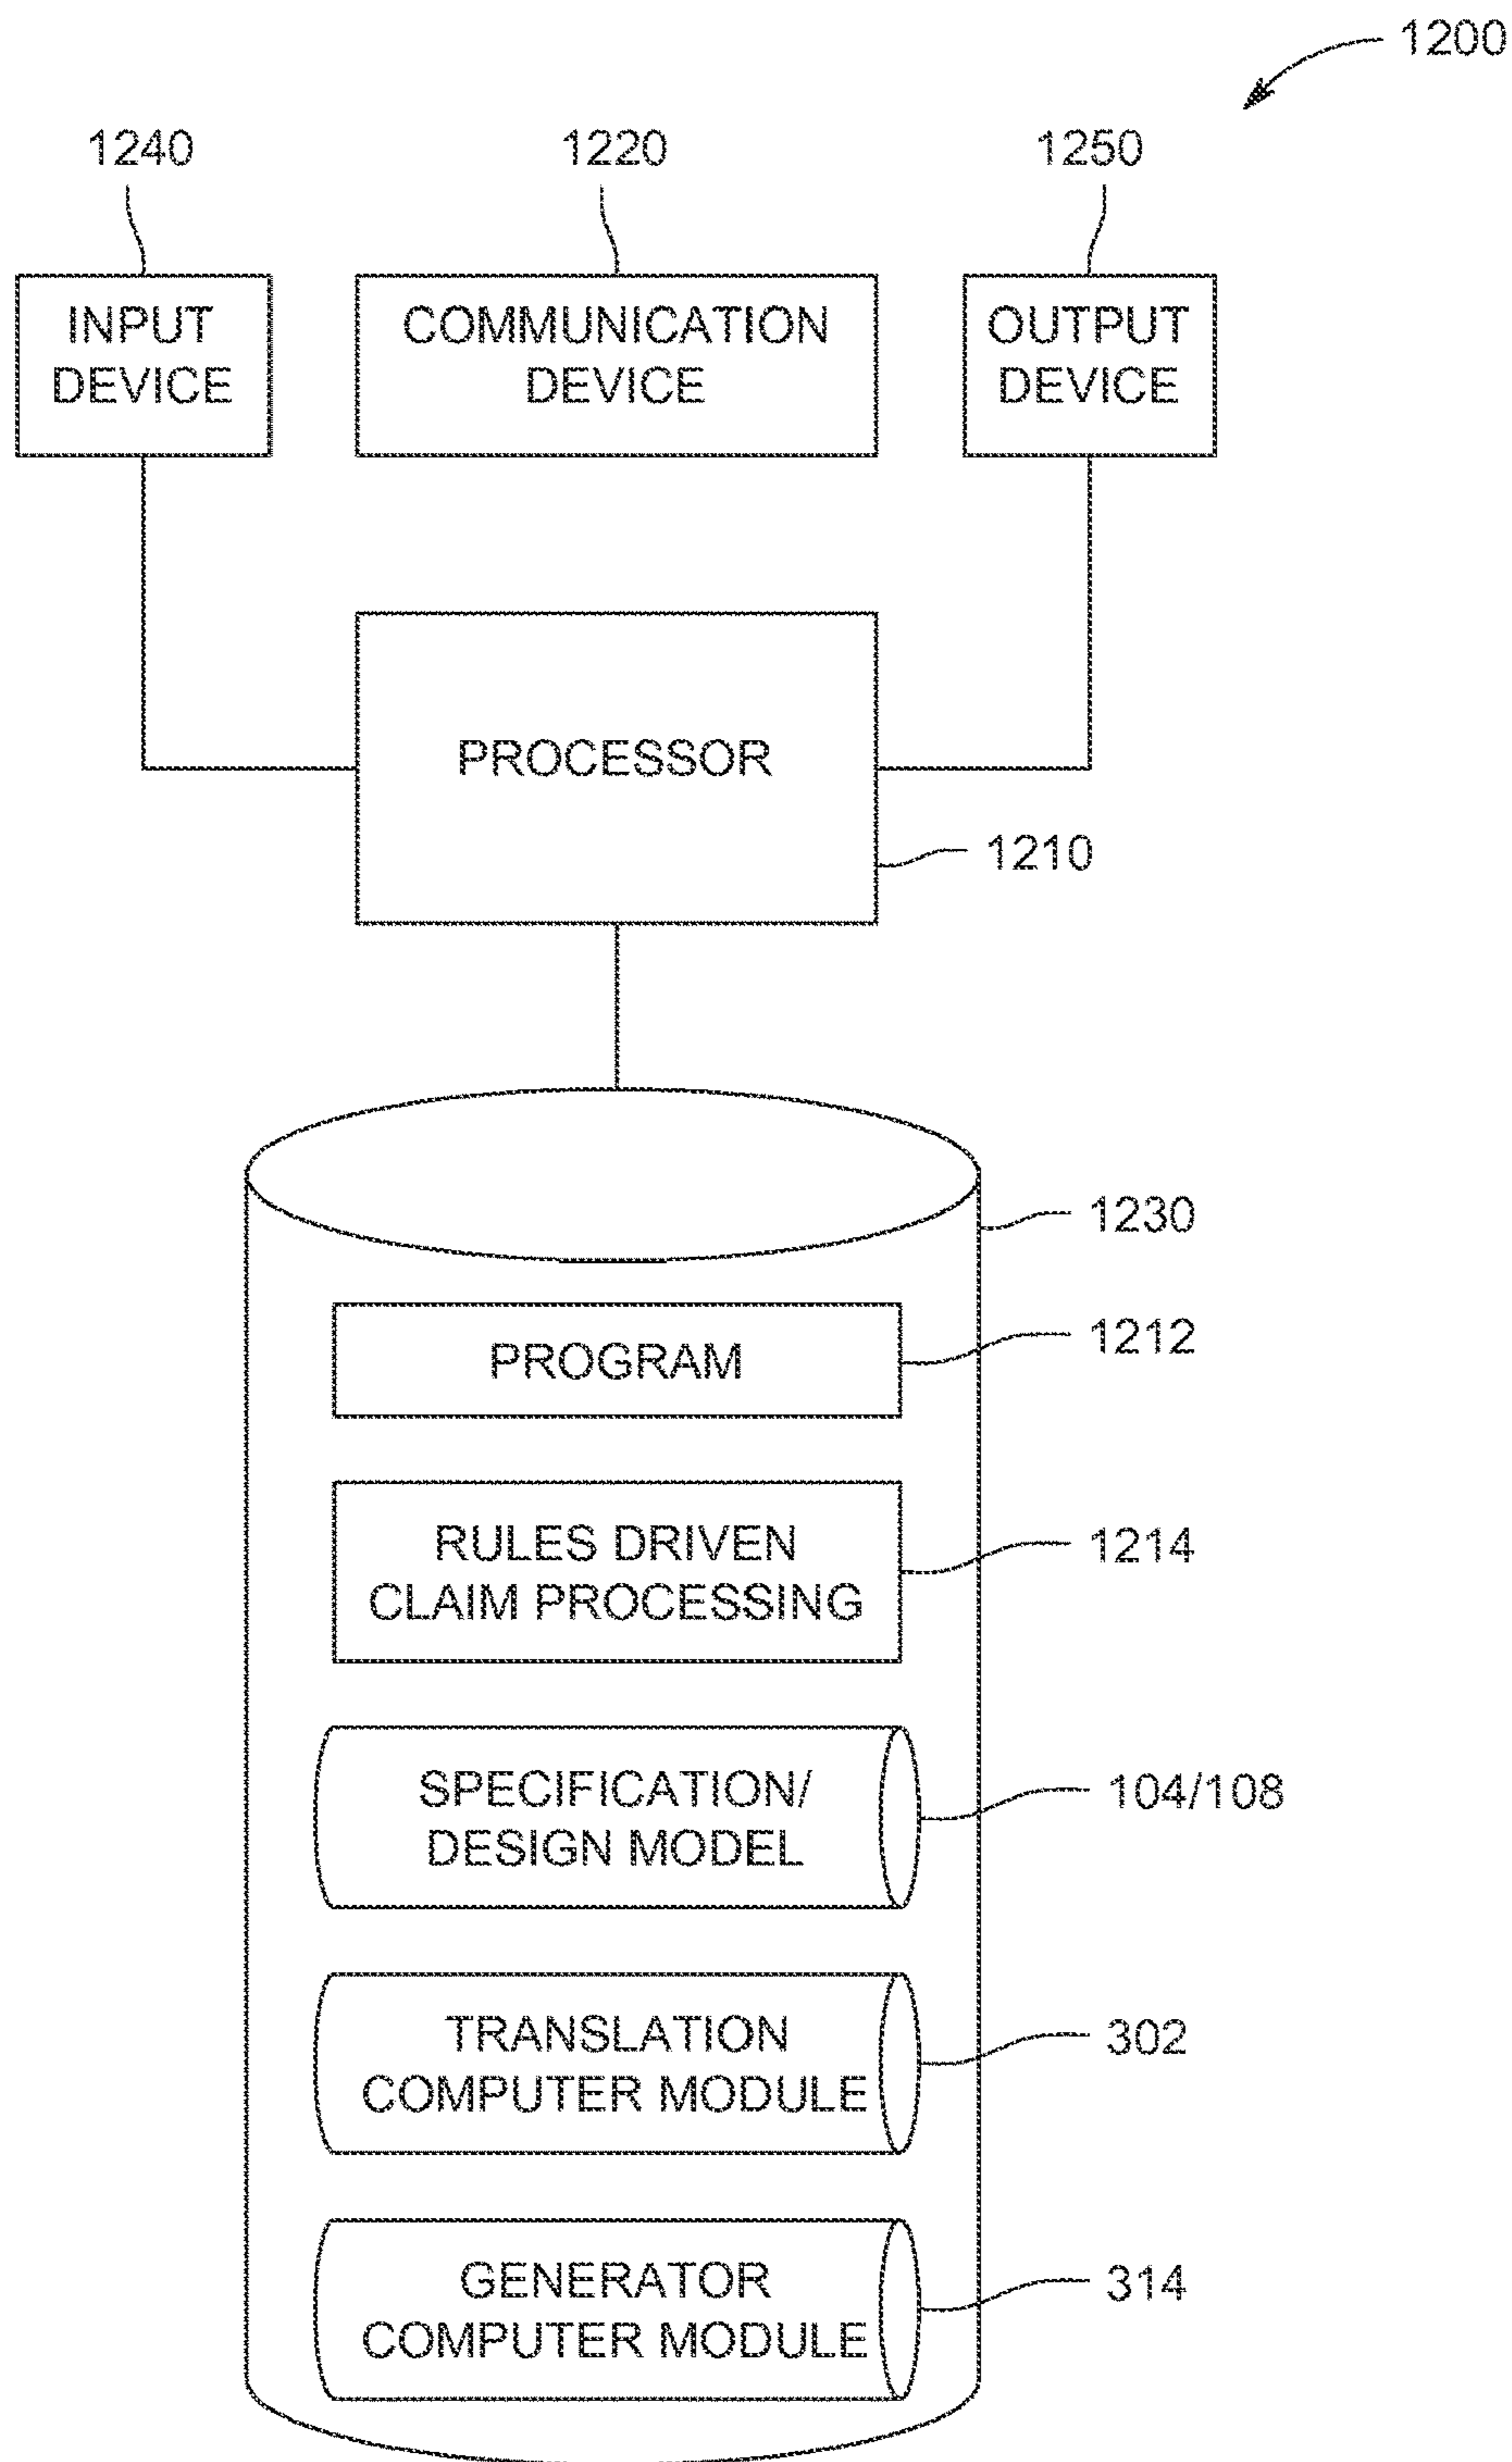 1200
1240
1220
1250
INPUT
DEVICE
COMMUNICATION
DEVICE
OUTPUT
DEVICE
PROCESSOR
1210
1230
PROGRAM
1212
RULES DRIVEN
CLAIM PROCESSING
1214
SPECIFICATION/
DESIGN MODEL
104/108
TRANSLATION
COMPUTER MODULE
302
GENERATOR
COMPUTER MODULE
314